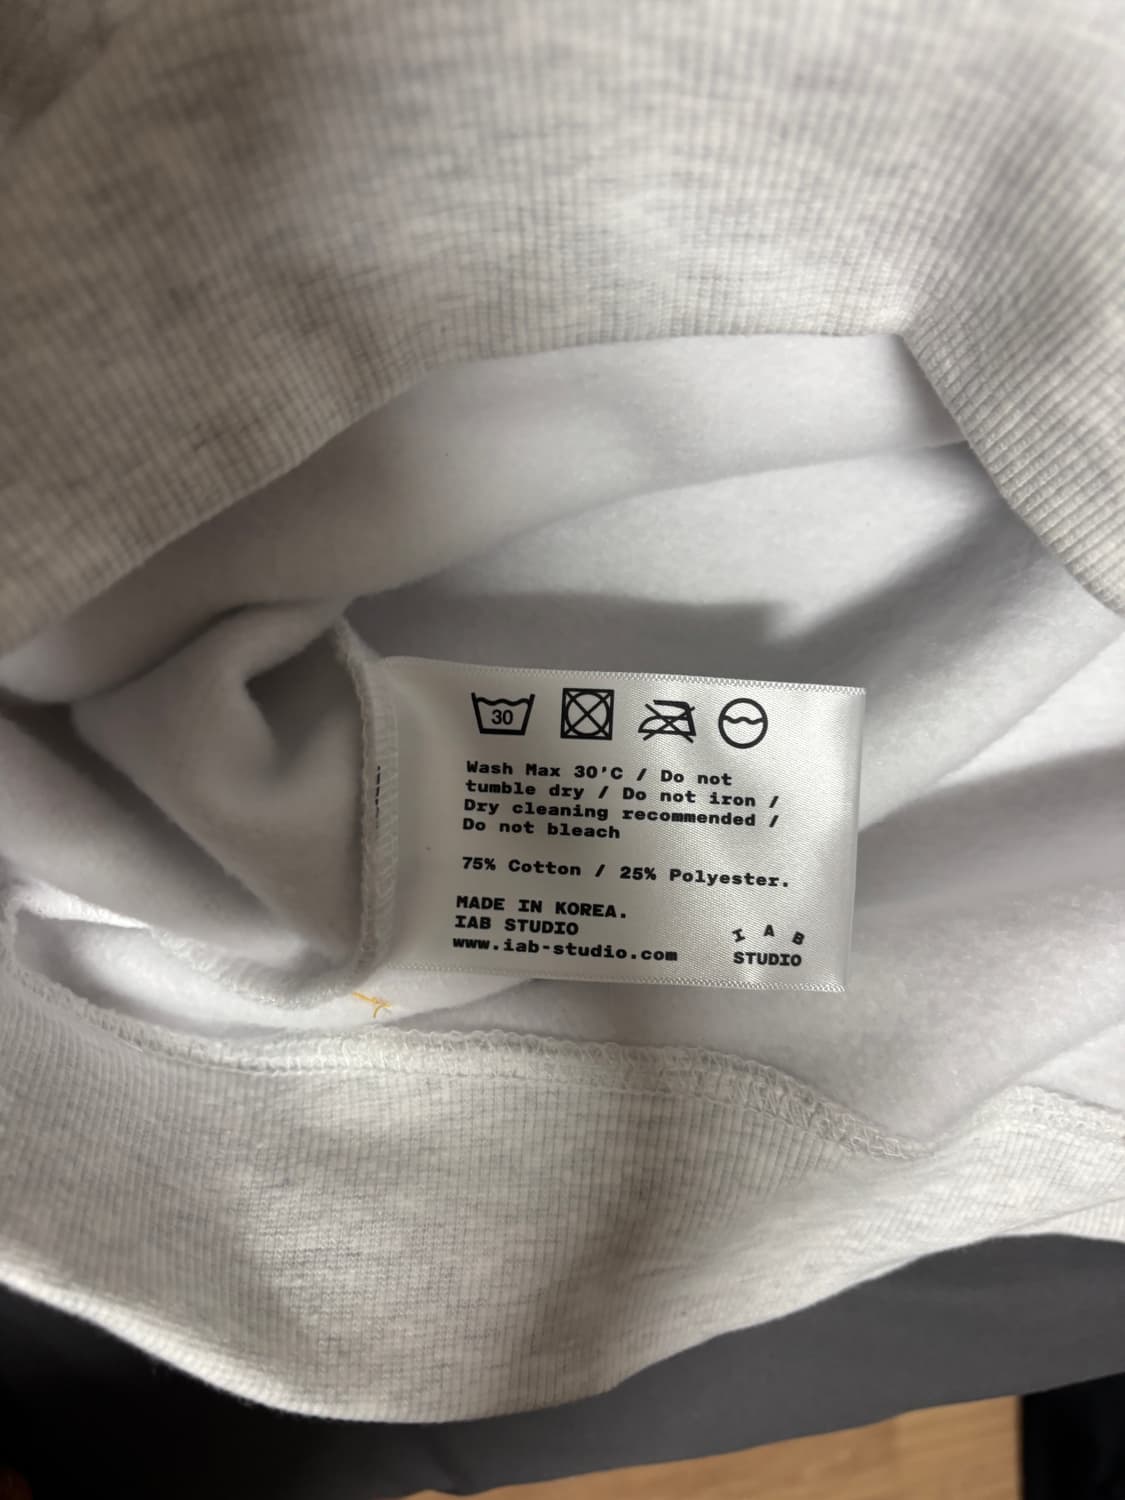 30
Wash Max 30'C / Do not
tumble dry / Do not iron /
Dry cleaning recommended /
Do not bleach
75% Cotton / 25% Polyester.
MADE IN KOREA.
IAB STUDIO
www.iab-studio.com
I A B
STUDIO